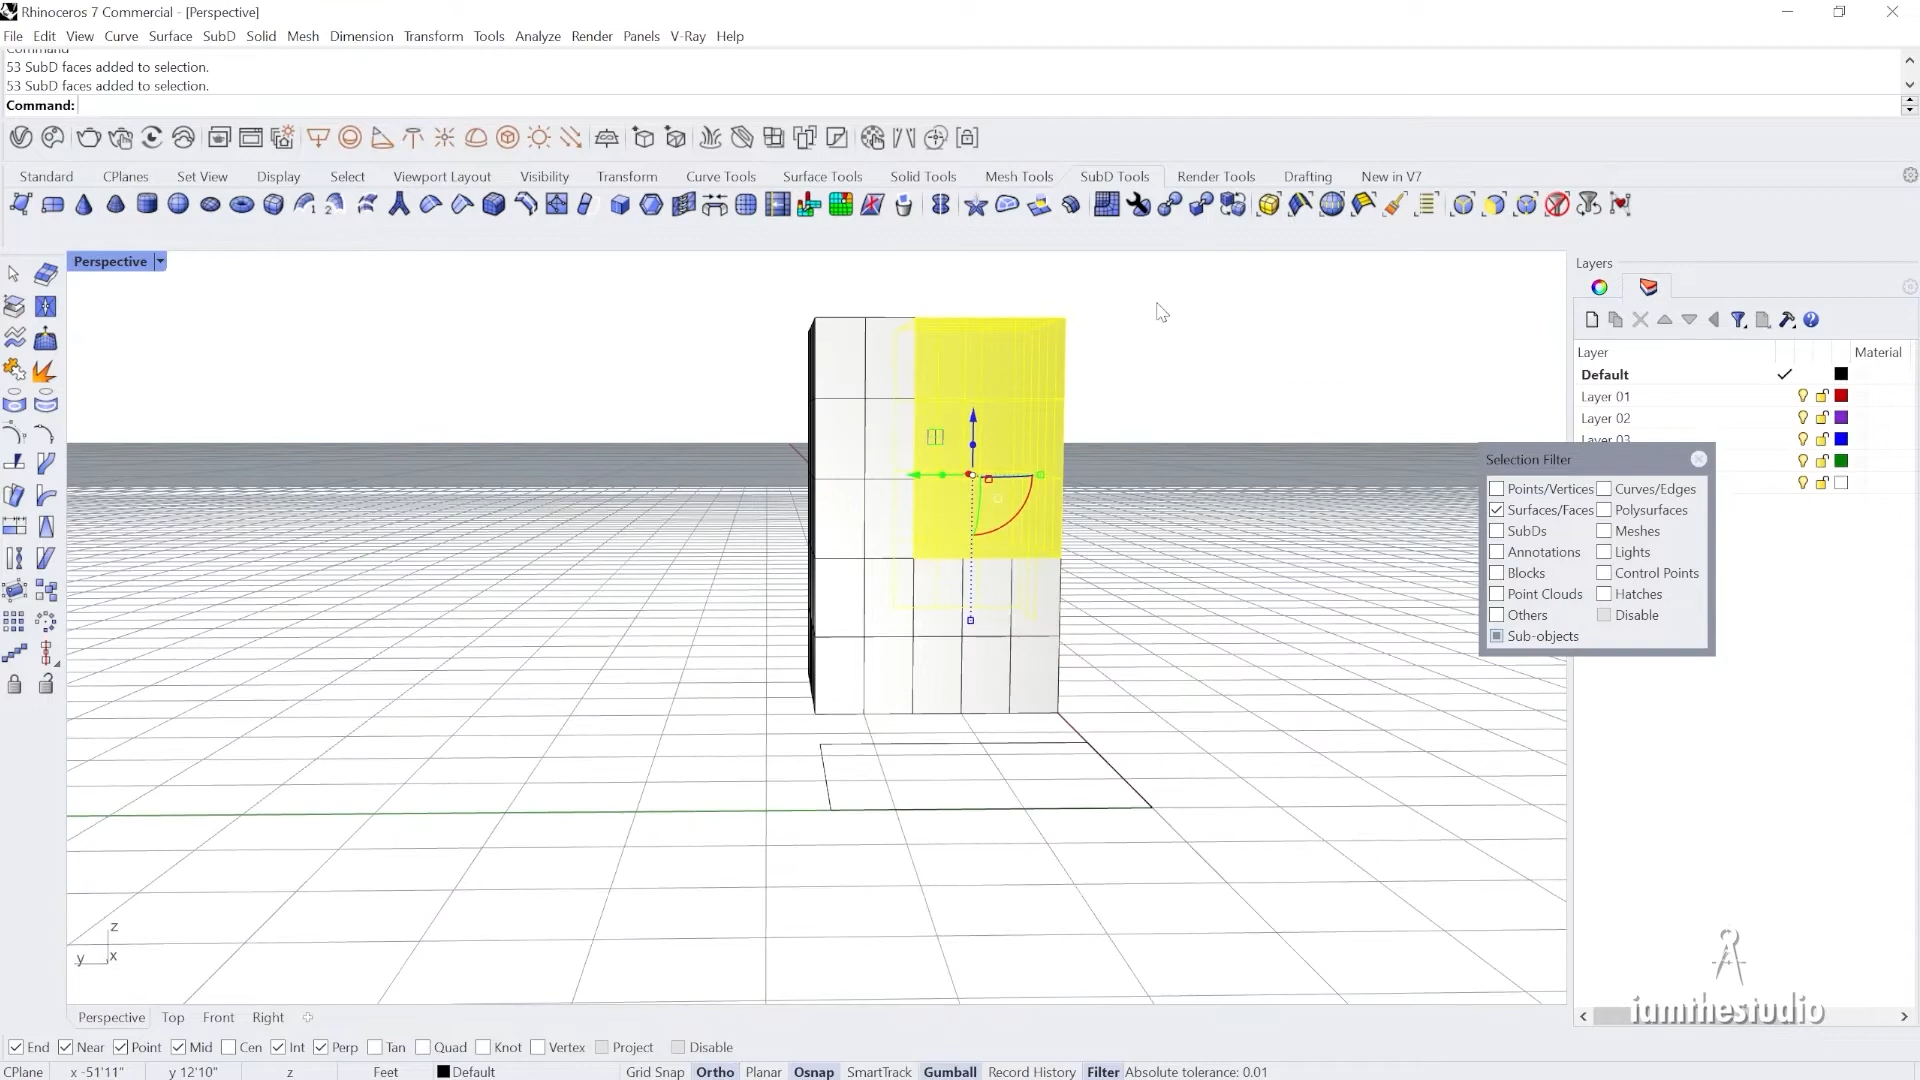 Rhinoceros 7 Commercial - [Perspective]
File Edit View Curve Surface SubD Solid Mesh Dimension Transform Tools Analyze Render Panels V-Ray Help
Command
53 SubD faces added to selection.
53 SubD faces added to selection.
Command:
Standard CPlanes Set View Display Select Viewport Layout Visibility Transform Curve Tools Surface Tools Solid Tools Mesh Tools SubD Tools Render Tools Drafting New in V7
Perspective
Layers
Layer Material
Default
Layer 01
Layer 02
Layer 03
Selection Filter
Points/Vertices Curves/Edges
Surfaces/Faces Polysurfaces
SubDs Meshes
Annotations Lights
Blocks Control Points
Point Clouds Hatches
Others Disable
Sub-objects
z
y x
iamthestudio
Perspective Top Front Right
End Near Point Mid Cen Int Perp Tan Quad Knot Vertex Project Disable
CPlane x -51'11" y 12'10" z Feet Default Grid Snap Ortho Planar Osnap SmartTrack Gumball Record History Filter Absolute tolerance: 0.01